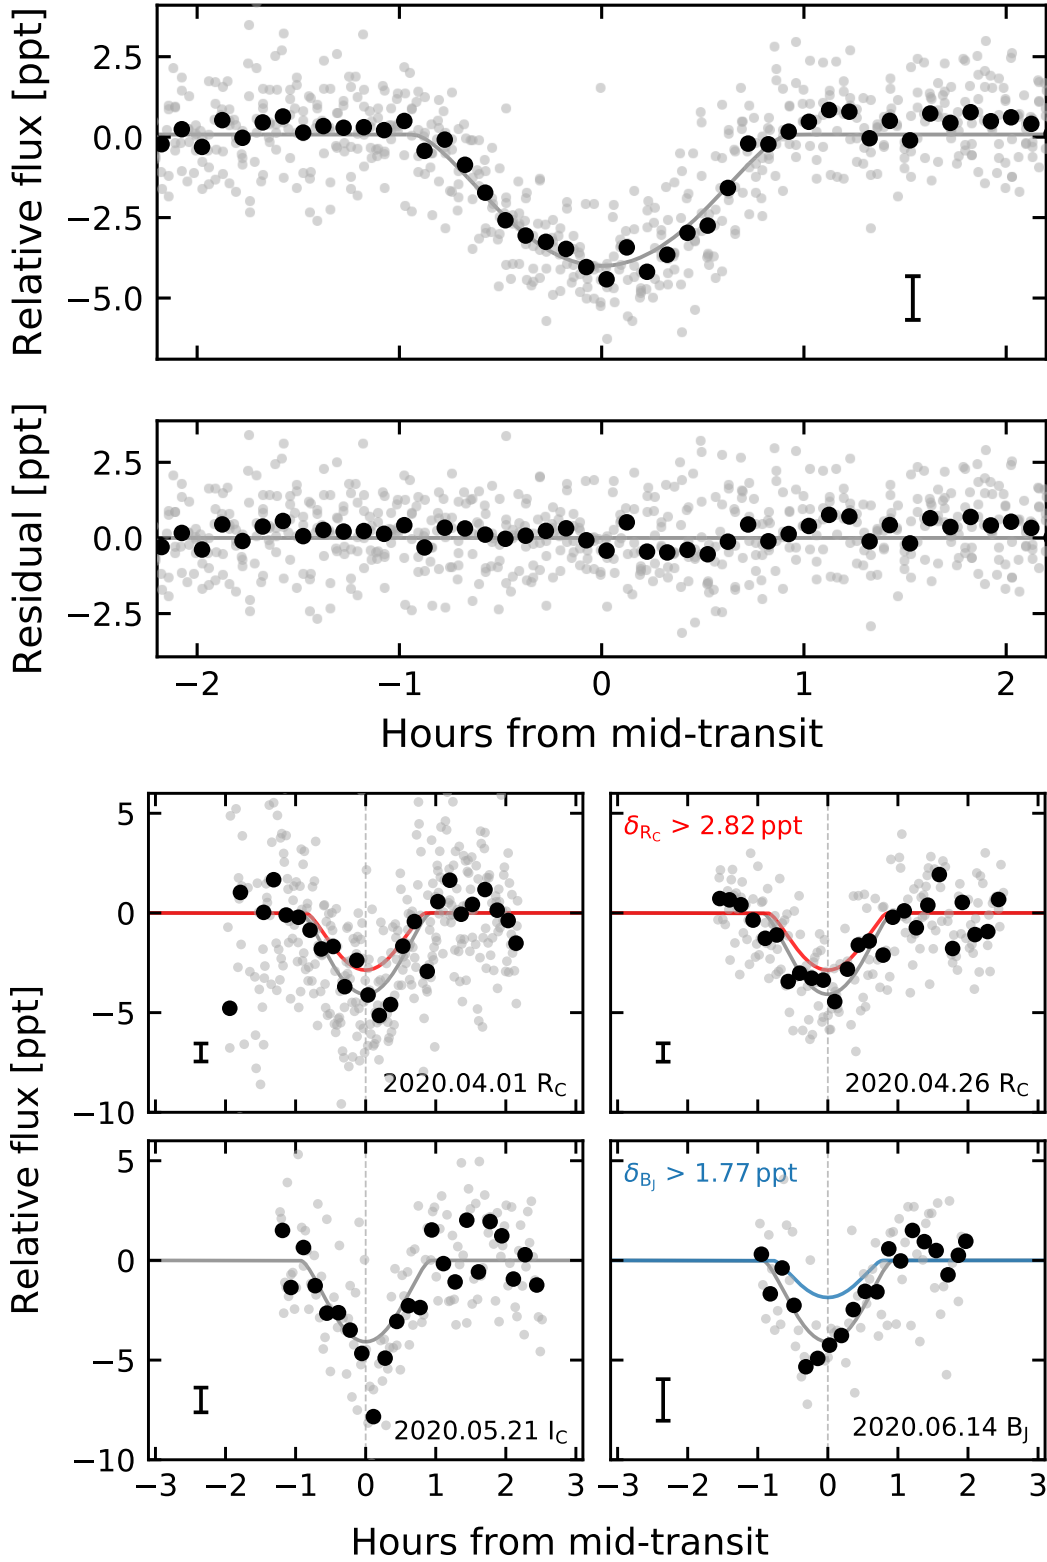 Relative flux [ppt]
2.5
0.0
−2.5
−5.0
Residual [ppt]
2.5
0.0
−2.5
−2 −1 0 1 2
Hours from mid-transit
Relative flux [ppt]
5
0
−5
−10
2020.04.01 R_C
δ_{R_C} > 2.82 ppt
2020.04.26 R_C
5
0
−5
−10
2020.05.21 I_C
−3 −2 −1 0 1 2 3
δ_{B_J} > 1.77 ppt
2020.06.14 B_J
−3 −2 −1 0 1 2 3
Hours from mid-transit